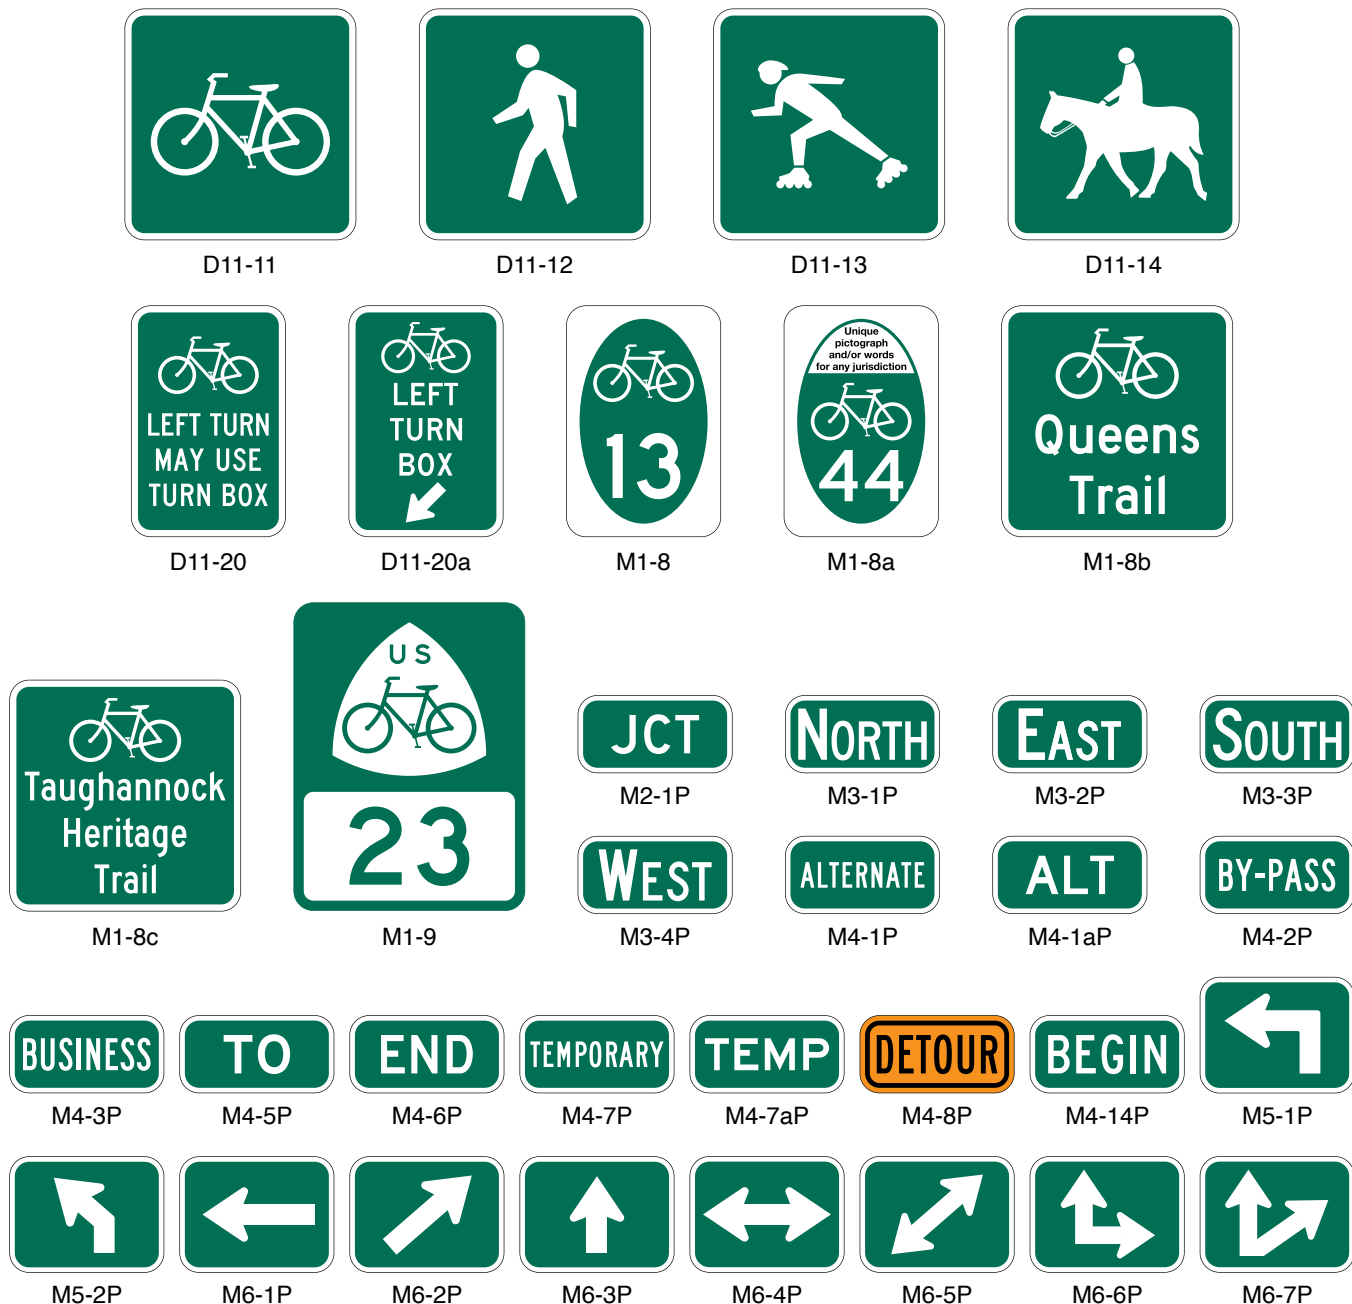 D11-11
D11-12
D11-13
D11-14
LEFT TURN
MAY USE
TURN BOX
D11-20
LEFT
TURN
BOX
D11-20a
13
M1-8
Unique
pictograph
and/or words
for any jurisdiction
44
M1-8a
Queens
Trail
M1-8b
Taughannock
Heritage
Trail
M1-8c
US
23
M1-9
JCT
M2-1P
NORTH
M3-1P
EAST
M3-2P
SOUTH
M3-3P
WEST
M3-4P
ALTERNATE
M4-1P
ALT
M4-1aP
BY-PASS
M4-2P
BUSINESS
M4-3P
TO
M4-5P
END
M4-6P
TEMPORARY
M4-7P
TEMP
M4-7aP
DETOUR
M4-8P
BEGIN
M4-14P
M5-1P
M5-2P
M6-1P
M6-2P
M6-3P
M6-4P
M6-5P
M6-6P
M6-7P